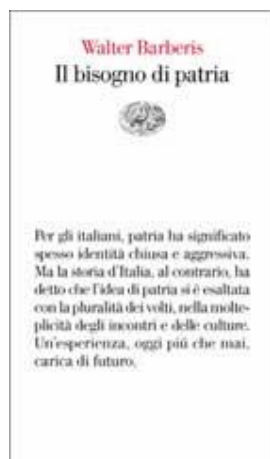 Walter Barberis
Il bisogno di patria
Per gli italiani, patria ha significato
spesso identità chiusa e aggressiva.
Ma la storia d'Italia, al contrario, ha
detto che l'idea di patria si è esaltata
con la pluralità dei volti, nella molte-
plicità degli incontri e delle culture.
Un'esperienza, oggi piú che mai,
carica di futuro.